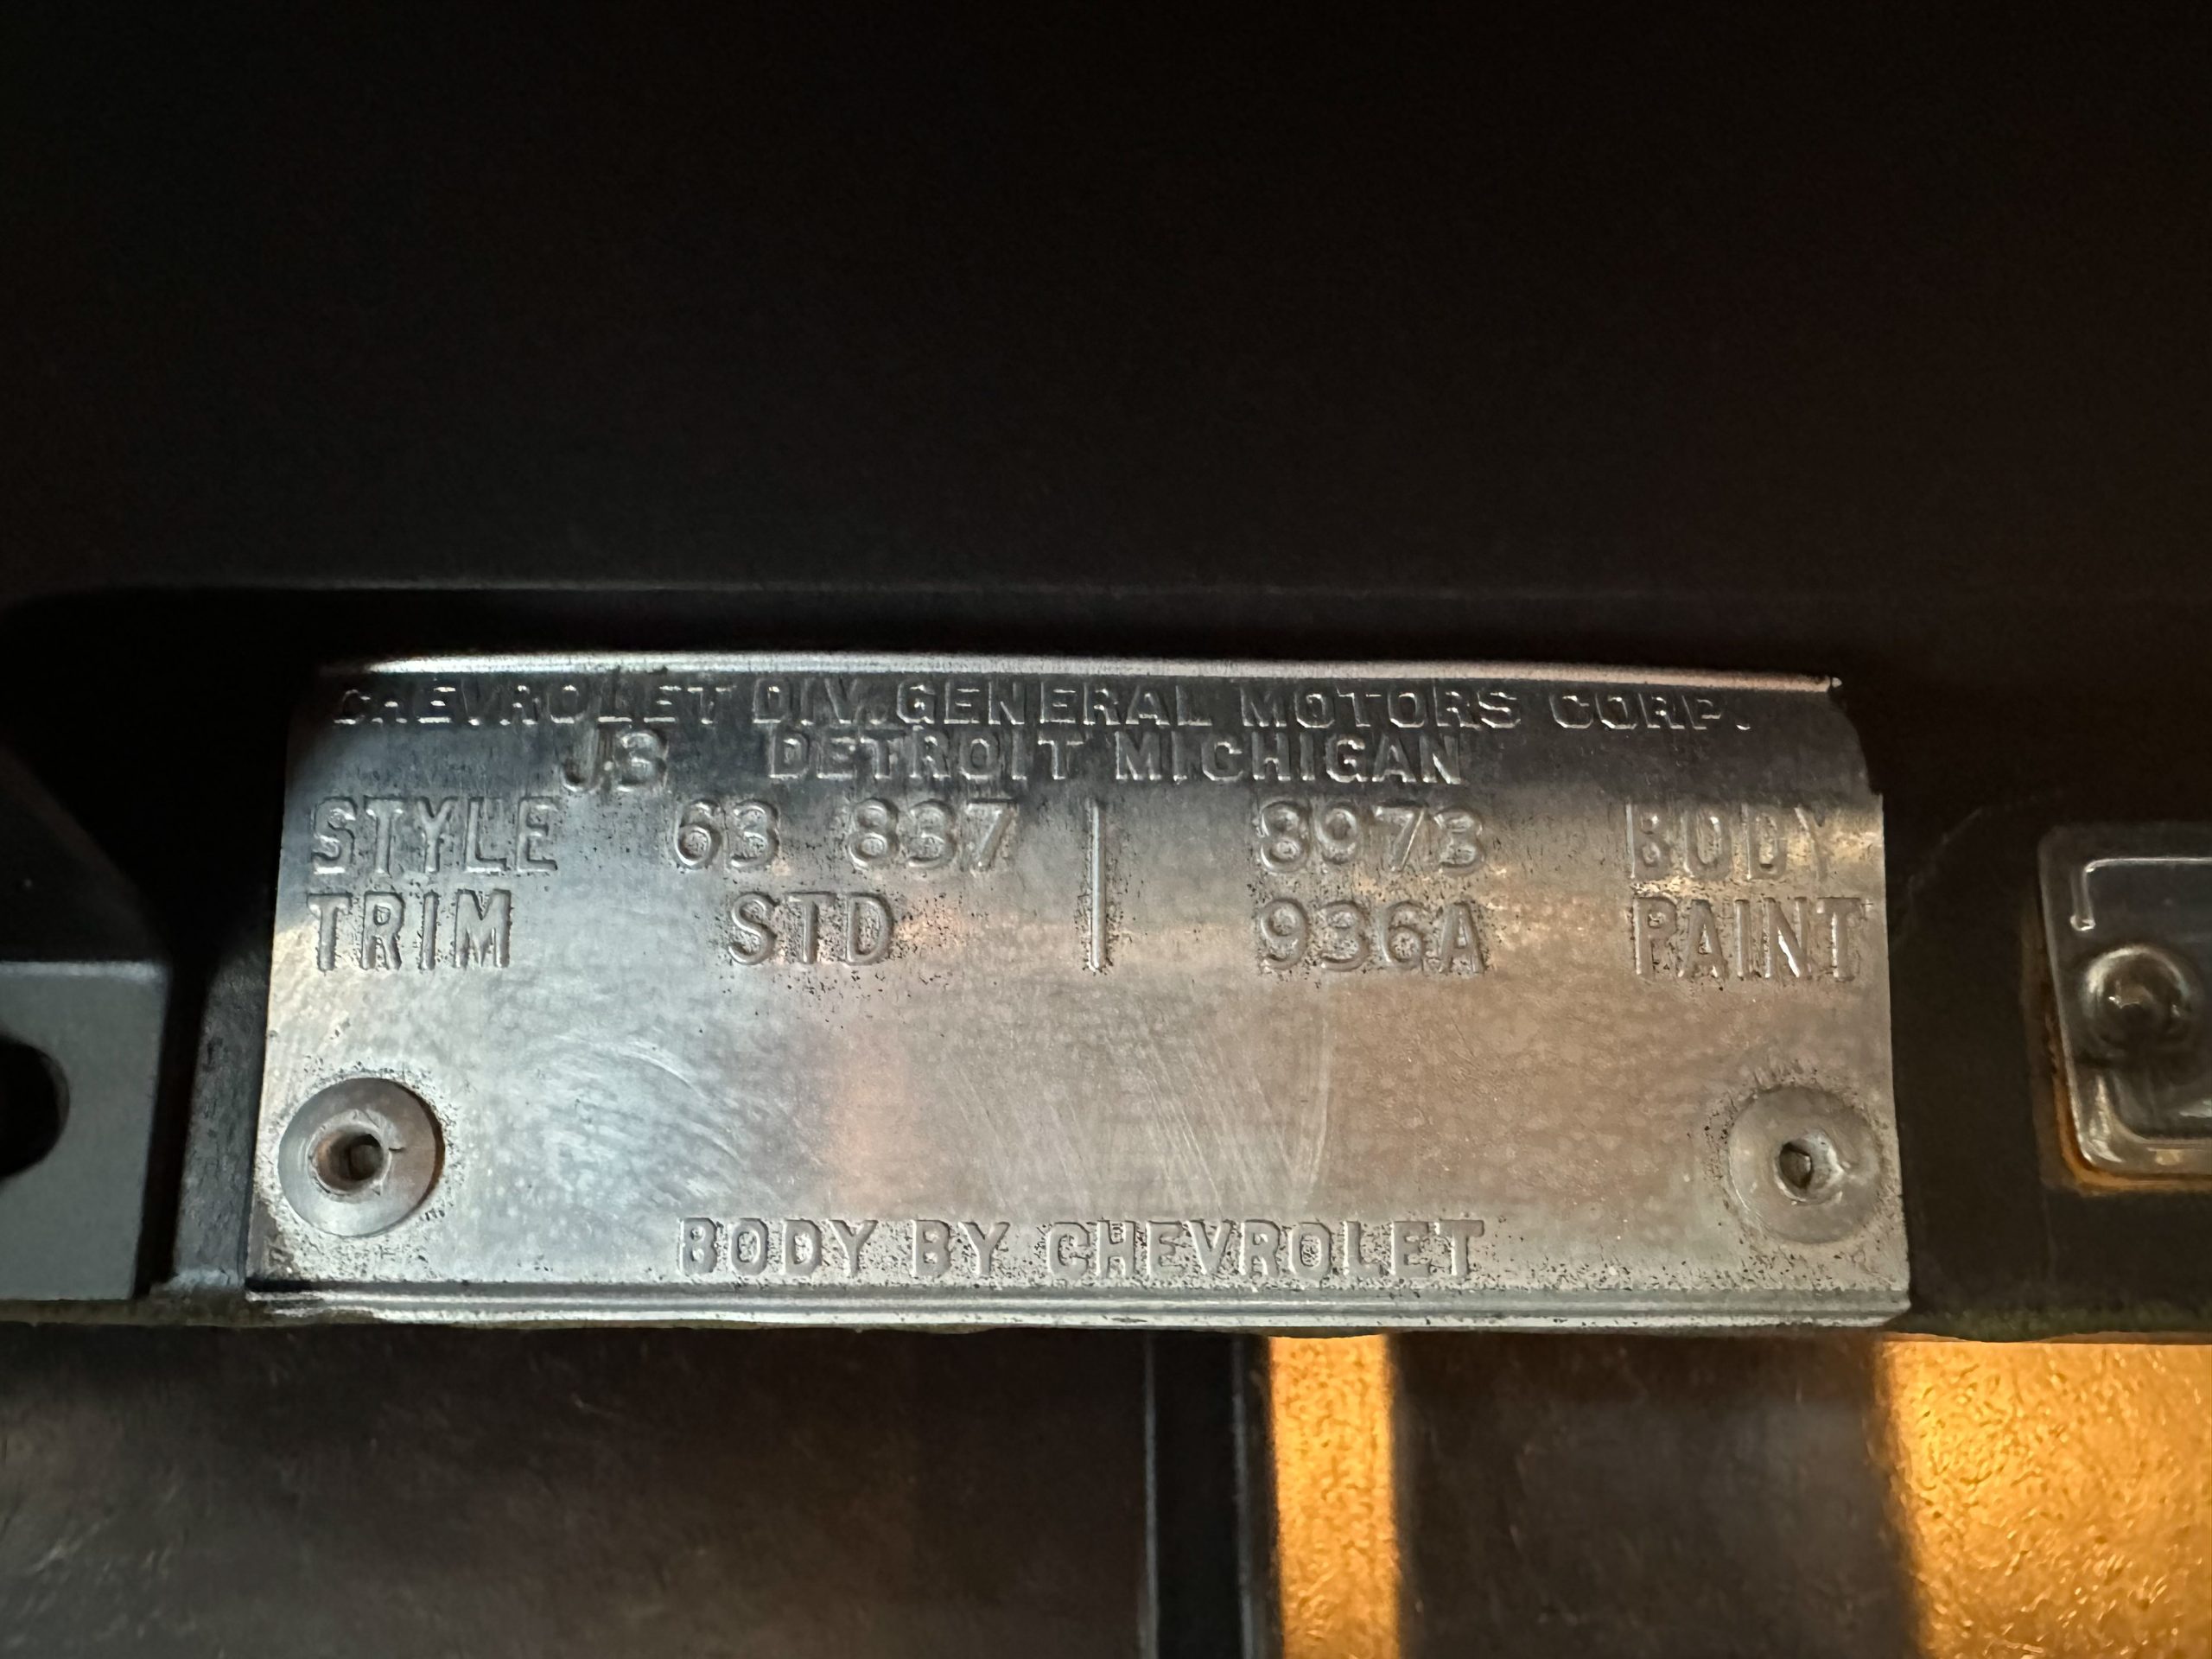 CHEVROLET DIV. GENERAL MOTORS CORP.
J3 DETROIT MICHIGAN
STYLE 63 837 | 8973 BODY
TRIM STD | 936A PAINT
BODY BY CHEVROLET